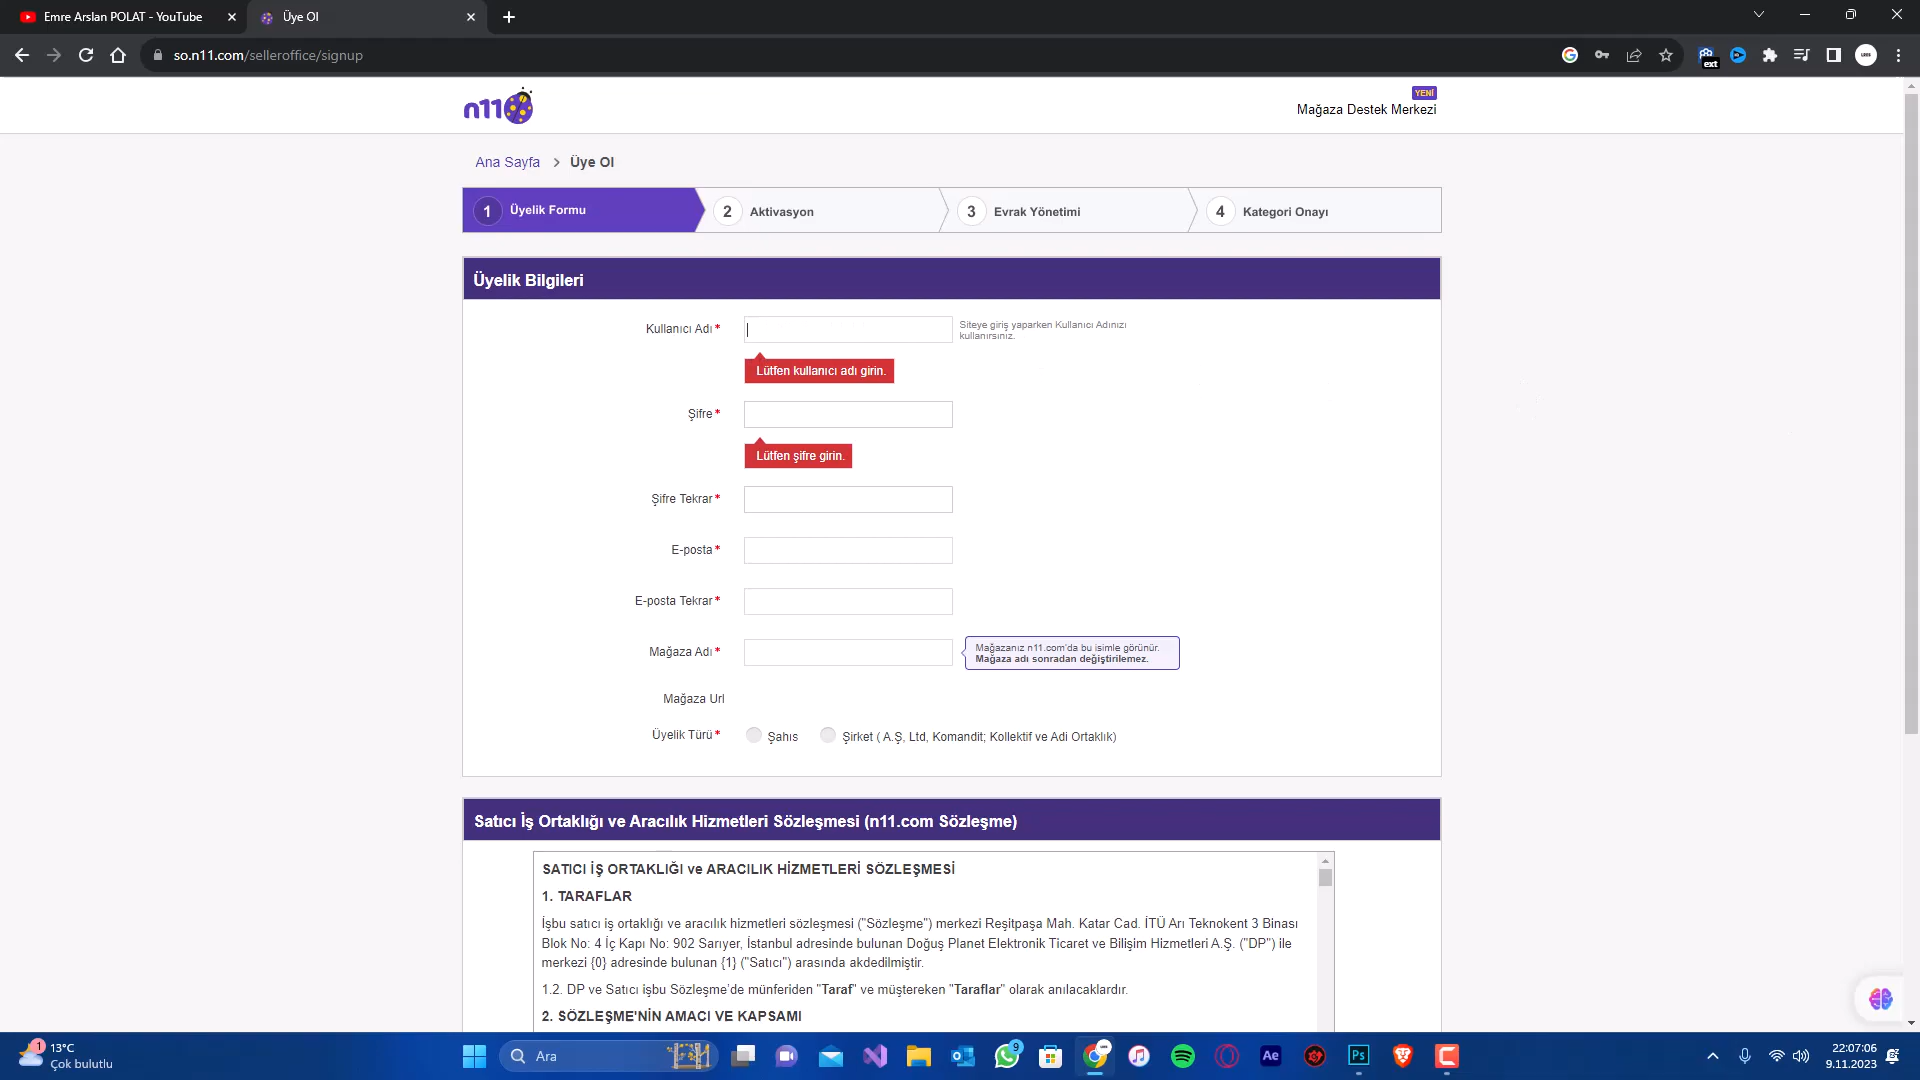 Emre Arslan POLAT - YouTube
Üye Ol
so.n11.com/selleroffice/signup
ext
n11
YENİ
Mağaza Destek Merkezi
Ana Sayfa > Üye Ol
1 Üyelik Formu
2 Aktivasyon
3 Evrak Yönetimi
4 Kategori Onayı
Üyelik Bilgileri
Kullanıcı Adı*
Siteye giriş yaparken Kullanıcı Adınızı
kullanırsınız.
Lütfen kullanıcı adı girin.
Şifre*
Lütfen şifre girin.
Şifre Tekrar*
E-posta*
E-posta Tekrar*
Mağaza Adı*
Mağazanız n11.com'da bu isimle görünür.
Mağaza adı sonradan değiştirilemez.
Mağaza Url
Üyelik Türü*
Şahıs
Şirket ( A.Ş, Ltd, Komandit; Kollektif ve Adi Ortaklık)
Satıcı İş Ortaklığı ve Aracılık Hizmetleri Sözleşmesi (n11.com Sözleşme)
SATICI İŞ ORTAKLIĞI ve ARACILIK HİZMETLERİ SÖZLEŞMESİ
1. TARAFLAR
İşbu satıcı iş ortaklığı ve aracılık hizmetleri sözleşmesi ("Sözleşme") merkezi Reşitpaşa Mah. Katar Cad. İTÜ Arı Teknokent 3 Binası
Blok No: 4 İç Kapı No: 902 Sarıyer, İstanbul adresinde bulunan Doğuş Planet Elektronik Ticaret ve Bilişim Hizmetleri A.Ş. ("DP") ile
merkezi {0} adresinde bulunan {1} ("Satıcı") arasında akdedilmiştir.
1.2. DP ve Satıcı işbu Sözleşme'de münferiden "Taraf" ve müştereken "Taraflar" olarak anılacaklardır.
2. SÖZLEŞME'NİN AMACI VE KAPSAMI
1
13°C
Çok bulutlu
Ara
9
Ae
Ps
22:07:06
9.11.2023